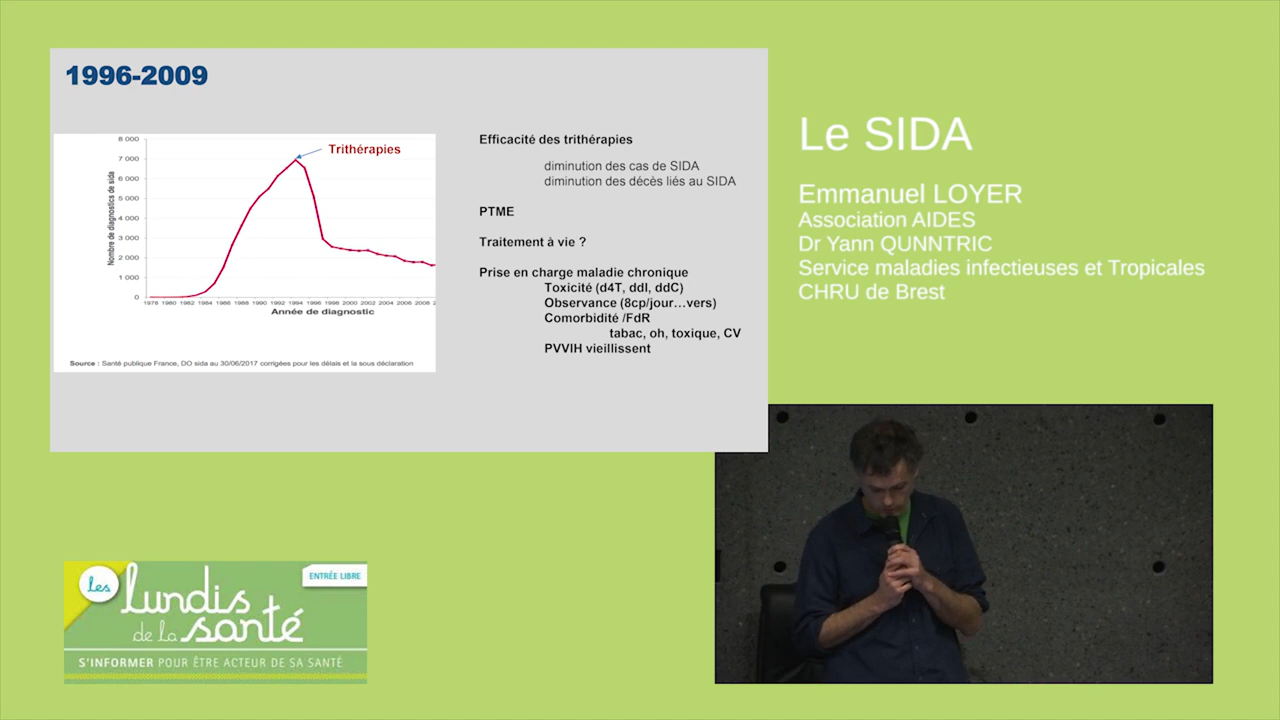 1996-2009
8 000
7 000
6 000
5 000
4 000
3 000
2 000
1 000
0
Nombre de diagnostics de sida
Trithérapies
1978 1980 1982 1984 1986 1988 1990 1992 1994 1996 1998 2000 2002 2004 2006 2008 2
Année de diagnostic
Source : Santé publique France, DO sida au 30/06/2017 corrigées pour les délais et la sous déclaration
Efficacité des trithérapies
diminution des cas de SIDA
diminution des décès liés au SIDA
PTME
Traitement à vie ?
Prise en charge maladie chronique
Toxicité (d4T, ddI, ddC)
Observance (8cp/jour…vers)
Comorbidité /FdR
tabac, oh, toxique, CV
PVVIH vieillissent
Le SIDA
Emmanuel LOYER
Association AIDES
Dr Yann QUNNTRIC
Service maladies infectieuses et Tropicales
CHRU de Brest
les
ENTRÉE LIBRE
lundis
de la santé
S'INFORMER POUR ÊTRE ACTEUR DE SA SANTÉ